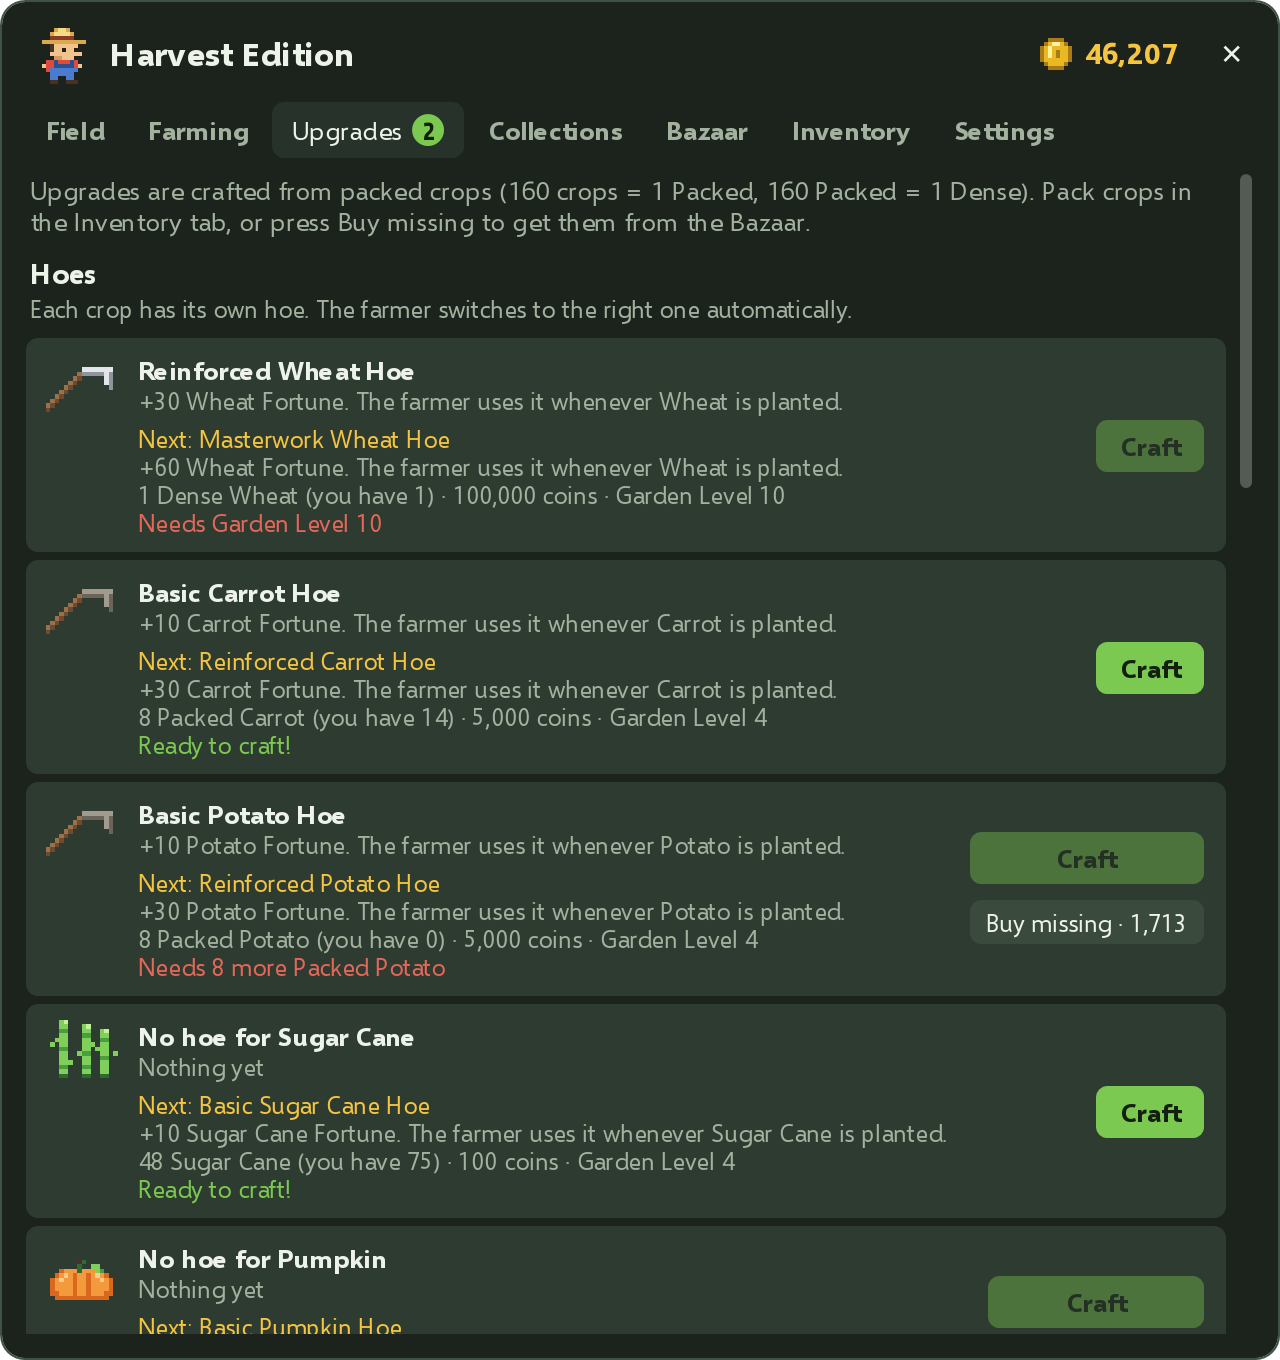 Harvest Edition
46,207
Field Farming Upgrades 2 Collections Bazaar Inventory Settings
Upgrades are crafted from packed crops (160 crops = 1 Packed, 160 Packed = 1 Dense). Pack crops in
the Inventory tab, or press Buy missing to get them from the Bazaar.
Hoes
Each crop has its own hoe. The farmer switches to the right one automatically.
Reinforced Wheat Hoe
+30 Wheat Fortune. The farmer uses it whenever Wheat is planted.
Next: Masterwork Wheat Hoe
+60 Wheat Fortune. The farmer uses it whenever Wheat is planted.
1 Dense Wheat (you have 1) · 100,000 coins · Garden Level 10
Needs Garden Level 10
Craft
Basic Carrot Hoe
+10 Carrot Fortune. The farmer uses it whenever Carrot is planted.
Next: Reinforced Carrot Hoe
+30 Carrot Fortune. The farmer uses it whenever Carrot is planted.
8 Packed Carrot (you have 14) · 5,000 coins · Garden Level 4
Ready to craft!
Craft
Basic Potato Hoe
+10 Potato Fortune. The farmer uses it whenever Potato is planted.
Next: Reinforced Potato Hoe
+30 Potato Fortune. The farmer uses it whenever Potato is planted.
8 Packed Potato (you have 0) · 5,000 coins · Garden Level 4
Needs 8 more Packed Potato
Craft
Buy missing · 1,713
No hoe for Sugar Cane
Nothing yet
Next: Basic Sugar Cane Hoe
+10 Sugar Cane Fortune. The farmer uses it whenever Sugar Cane is planted.
48 Sugar Cane (you have 75) · 100 coins · Garden Level 4
Ready to craft!
Craft
No hoe for Pumpkin
Nothing yet
Next: Basic Pumpkin Hoe
Craft